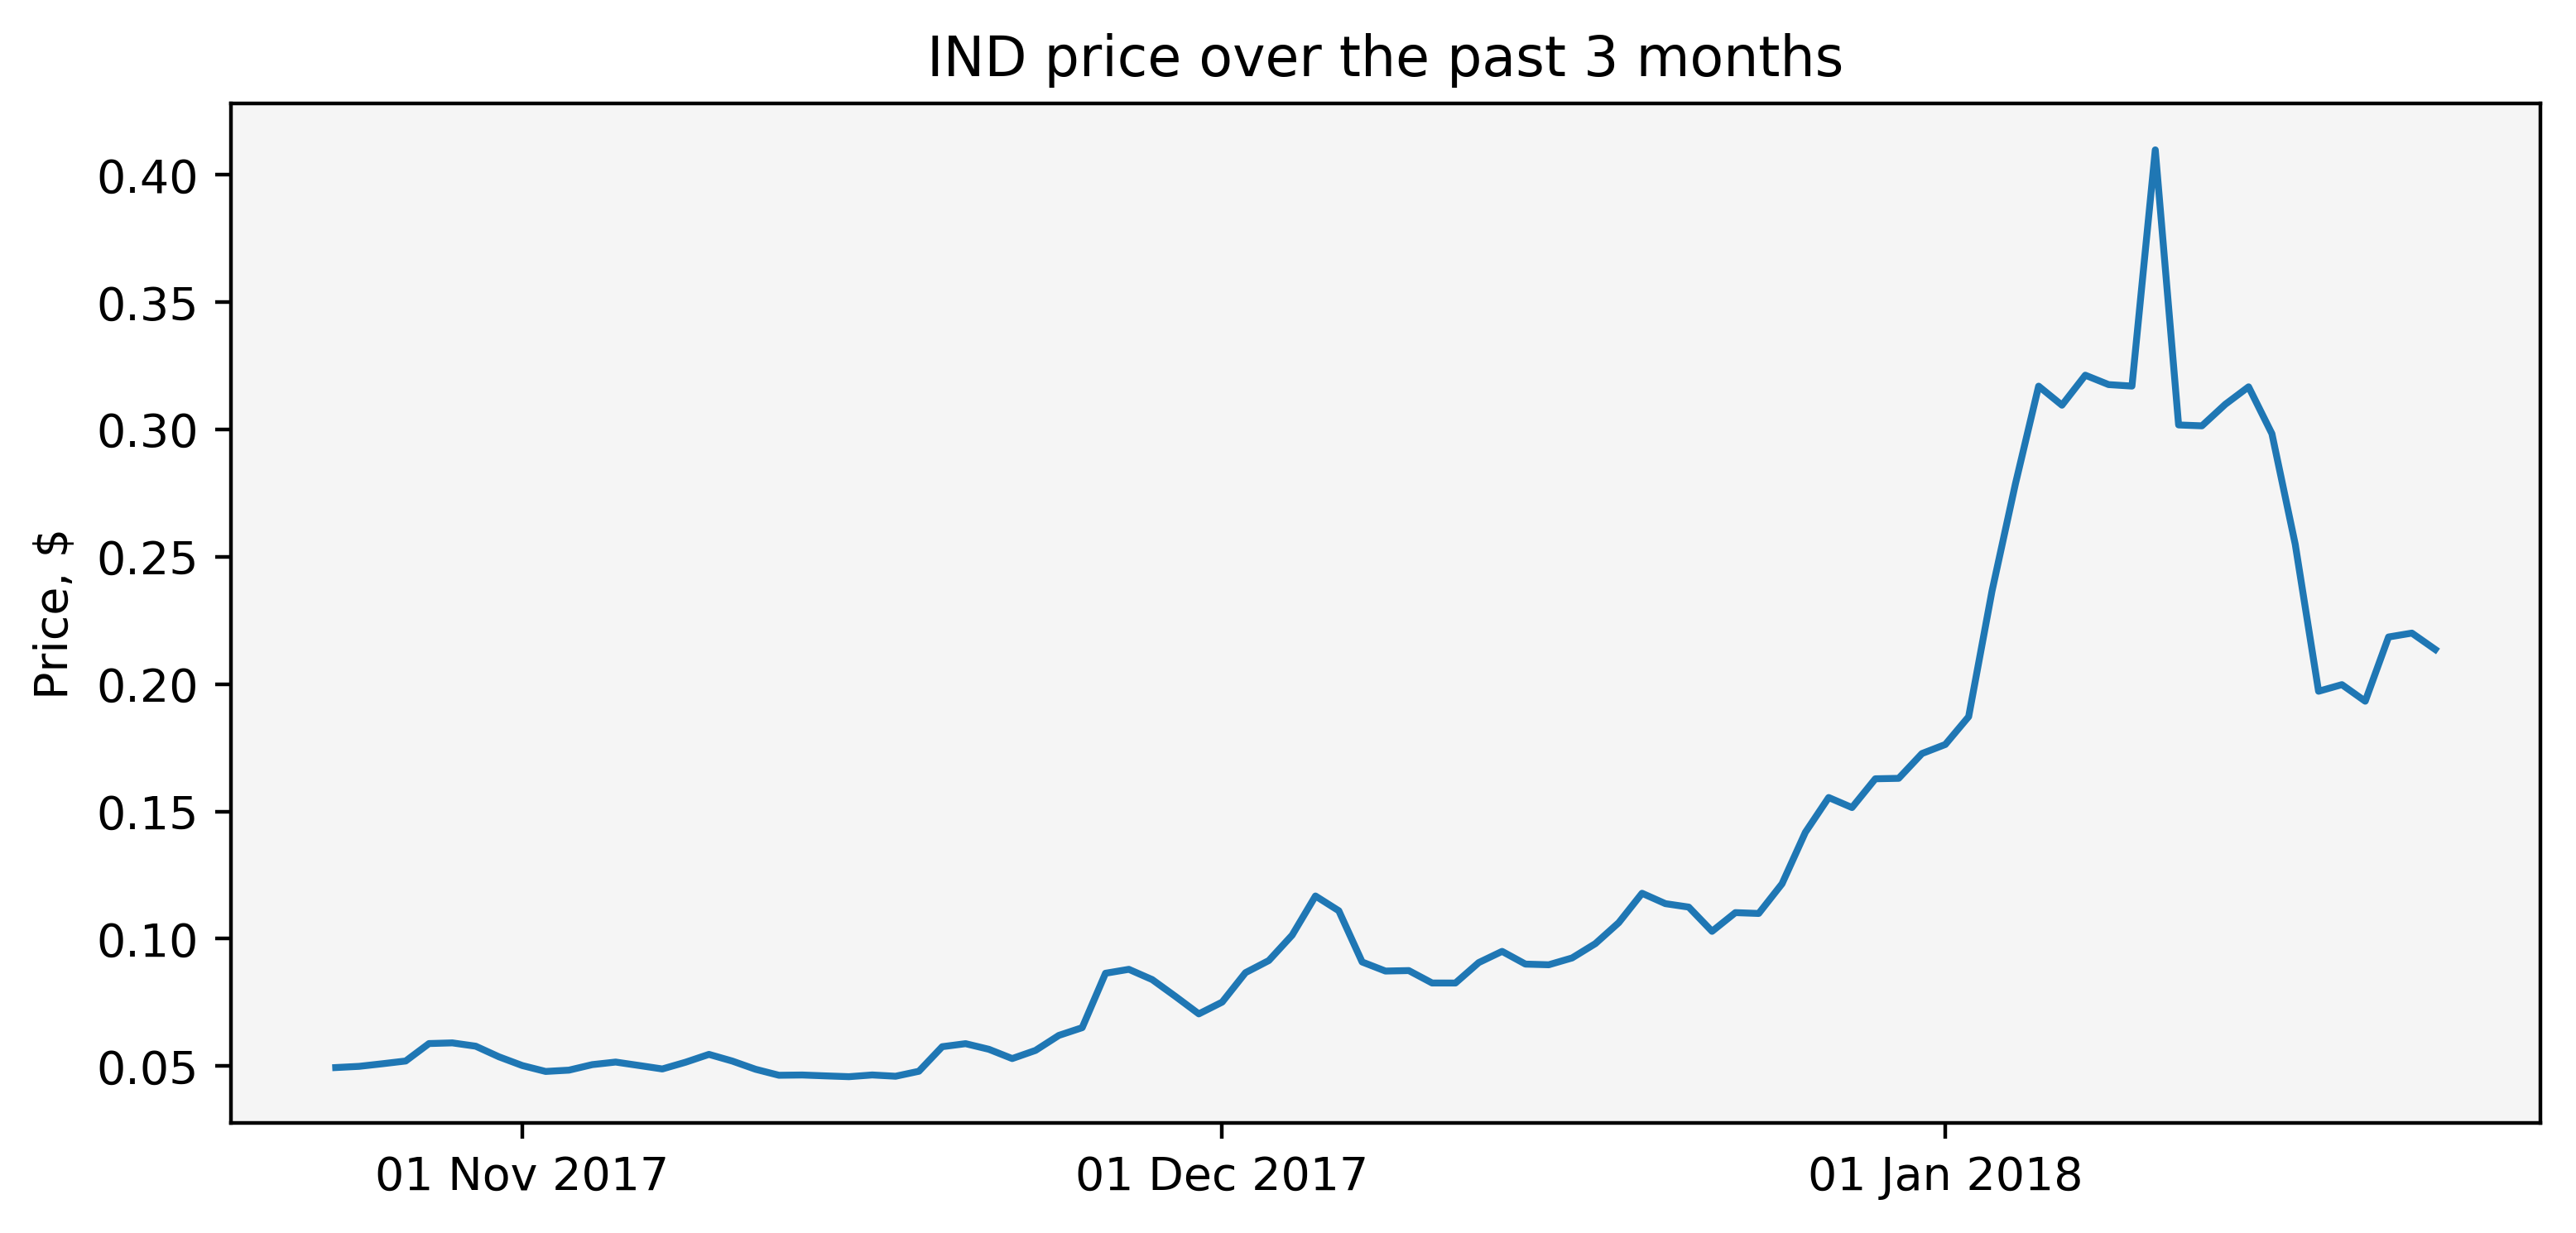 IND price over the past 3 months
Price, $
0.40
0.35
0.30
0.25
0.20
0.15
0.10
0.05
01 Nov 2017
01 Dec 2017
01 Jan 2018